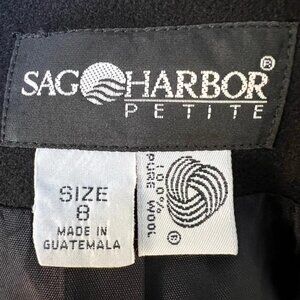 SAG HARBOR®
PETITE
SIZE
8
MADE IN
GUATEMALA
100%
PURE WOOL
®